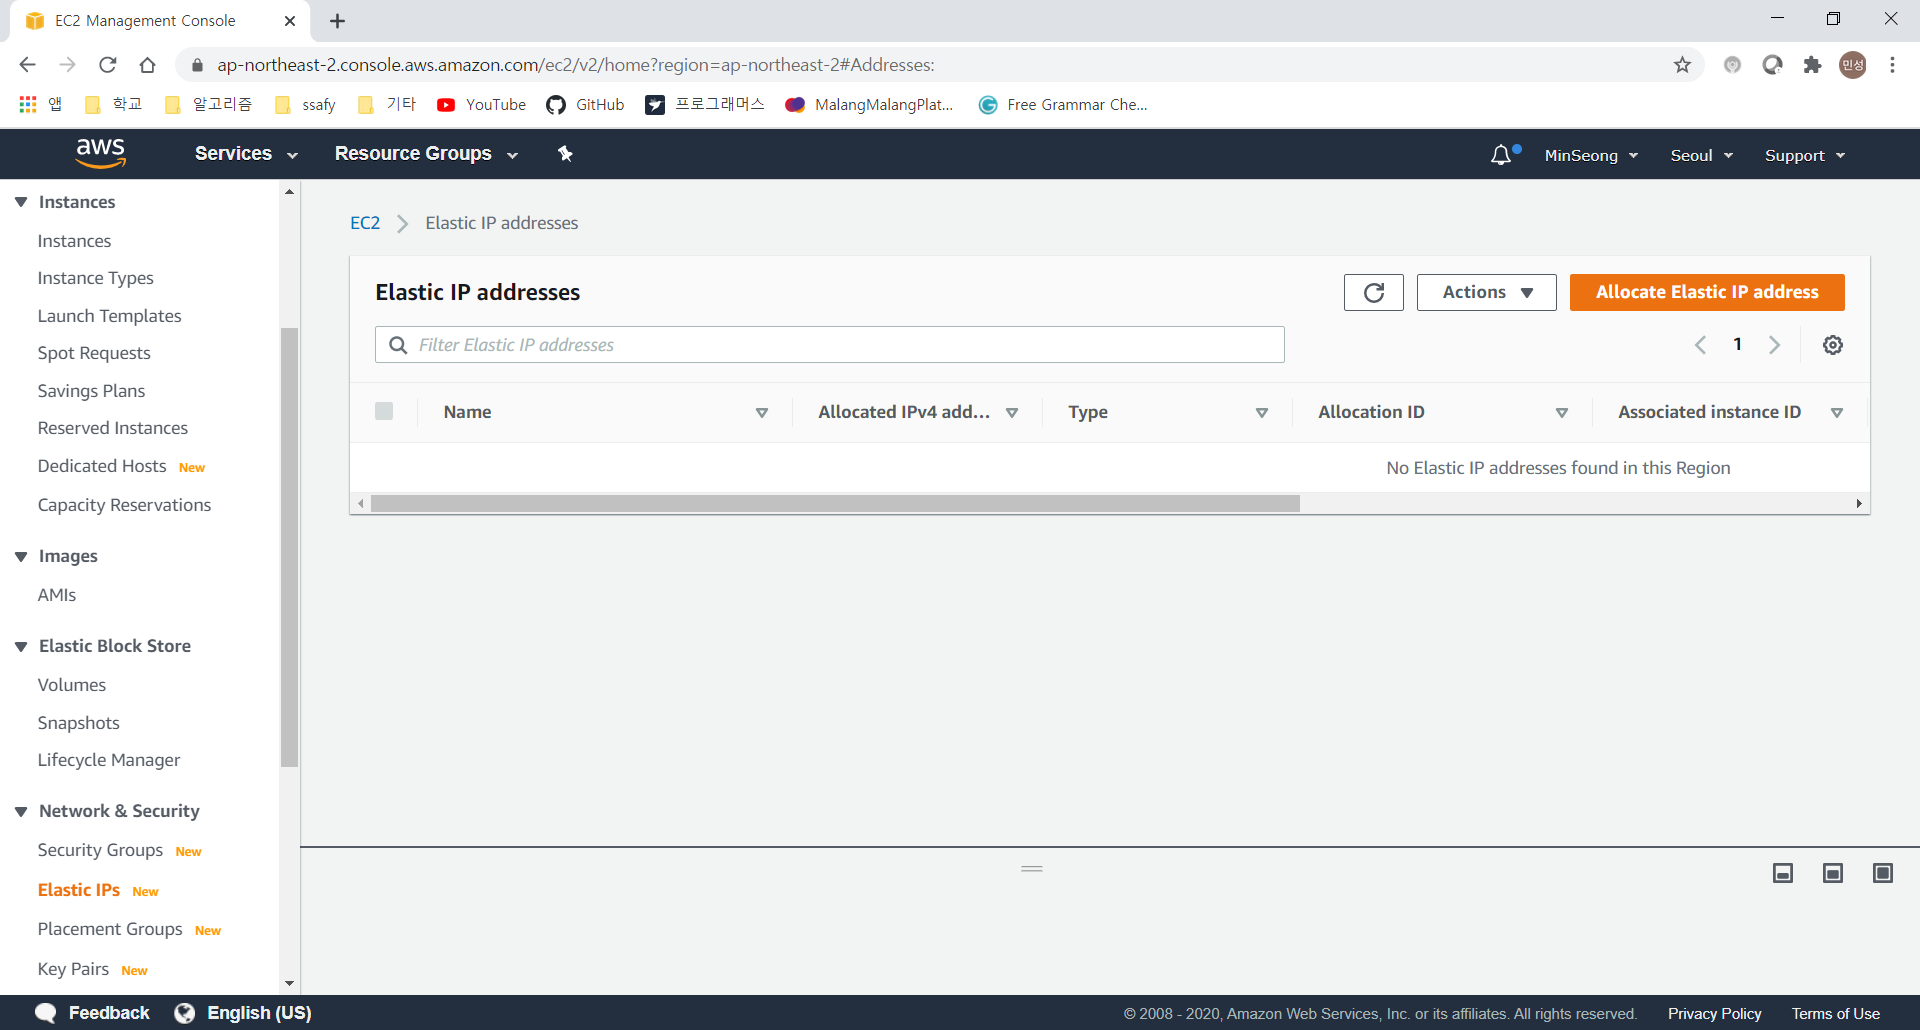 EC2 Management Console
ap-northeast-2.console.aws.amazon.com/ec2/v2/home?region=ap-northeast-2#Addresses:
민성
앱 학교 알고리즘 ssafy 기타 YouTube GitHub 프로그래머스 MalangMalangPlat... Free Grammar Che...
aws Services Resource Groups MinSeong Seoul Support
Instances
Instances
Instance Types
Launch Templates
Spot Requests
Savings Plans
Reserved Instances
Dedicated Hosts New
Capacity Reservations
Images
AMIs
Elastic Block Store
Volumes
Snapshots
Lifecycle Manager
Network & Security
Security Groups New
Elastic IPs New
Placement Groups New
Key Pairs New
EC2 Elastic IP addresses
Elastic IP addresses
Actions
Allocate Elastic IP address
Filter Elastic IP addresses
1
Name Allocated IPv4 add... Type Allocation ID Associated instance ID
No Elastic IP addresses found in this Region
Feedback English (US)
© 2008 - 2020, Amazon Web Services, Inc. or its affiliates. All rights reserved. Privacy Policy Terms of Use